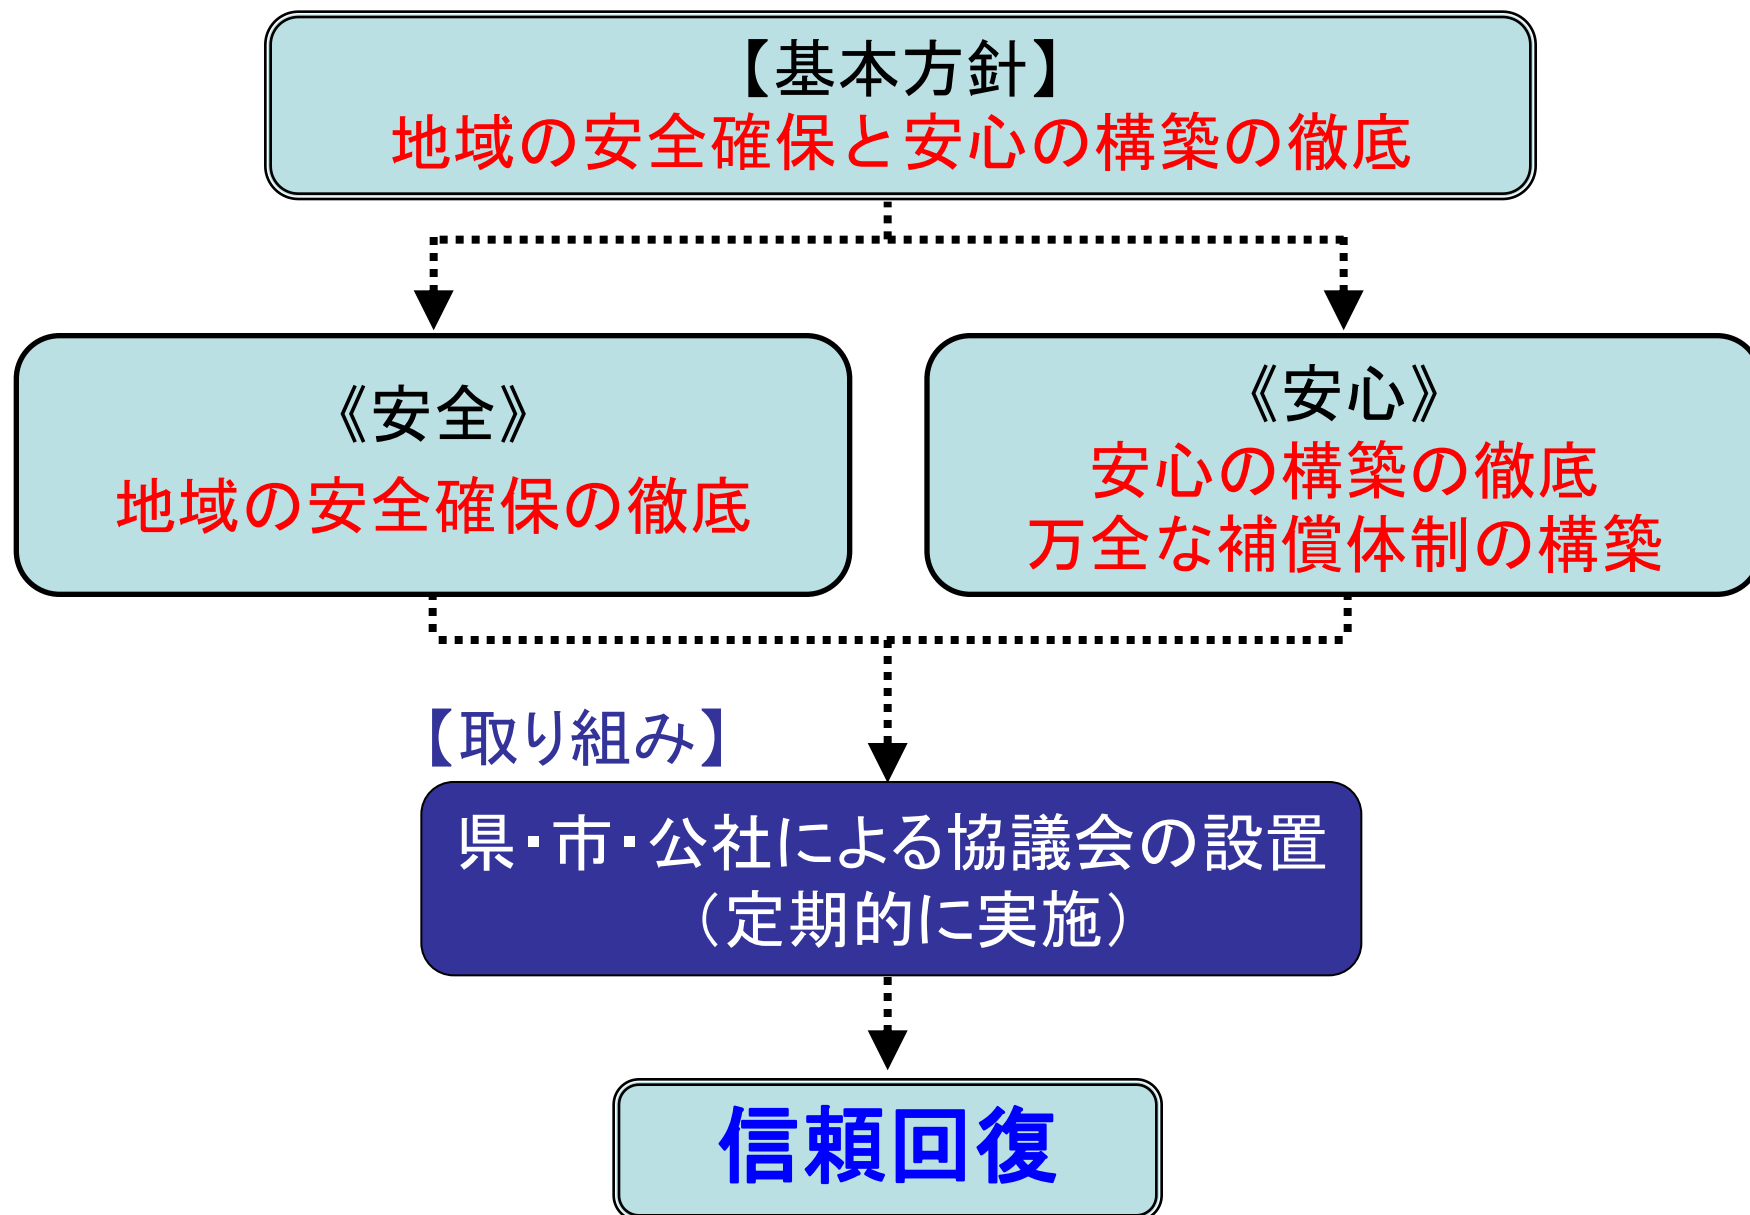 【基本方針】
地域の安全確保と安心の構築の徹底
《安全》
地域の安全確保の徹底
《安心》
安心の構築の徹底
万全な補償体制の構築
【取り組み】
県・市・公社による協議会の設置
（定期的に実施）
信頼回復